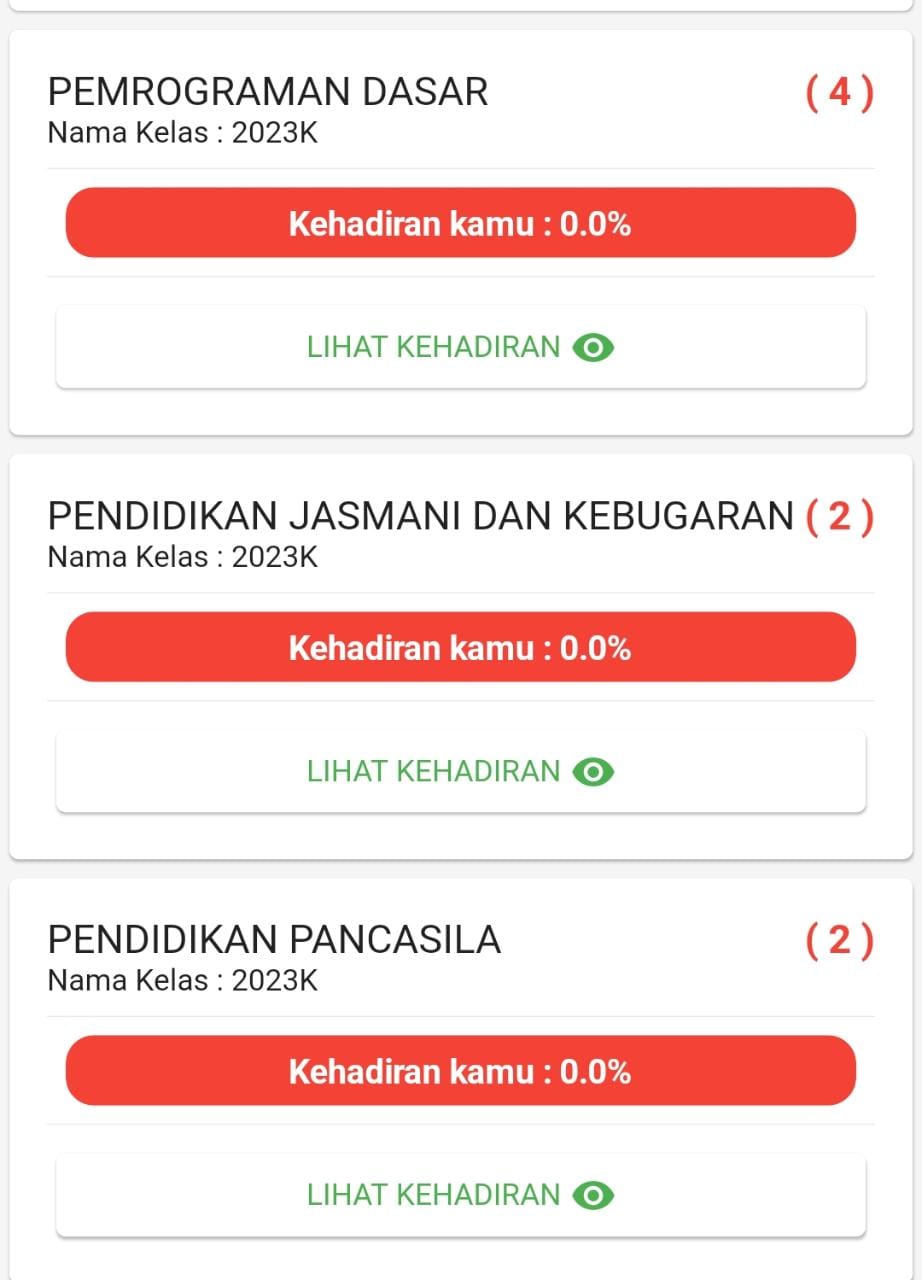 PEMROGRAMAN DASAR ( 4 )
Nama Kelas : 2023K
Kehadiran kamu : 0.0%
LIHAT KEHADIRAN
PENDIDIKAN JASMANI DAN KEBUGARAN ( 2 )
Nama Kelas : 2023K
Kehadiran kamu : 0.0%
LIHAT KEHADIRAN
PENDIDIKAN PANCASILA ( 2 )
Nama Kelas : 2023K
Kehadiran kamu : 0.0%
LIHAT KEHADIRAN